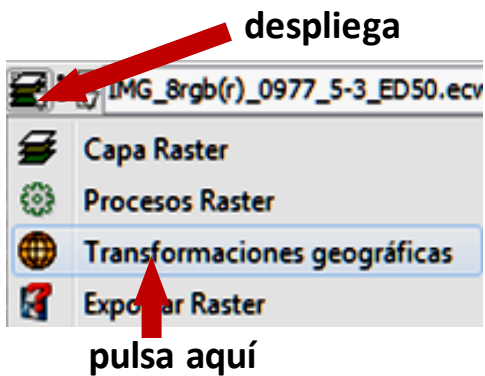 despliega
IMG_8rgb(r)_0977_5-3_ED50.ecw
Capa Raster
Procesos Raster
Transformaciones geográficas
Exportar Raster
pulsa aquí